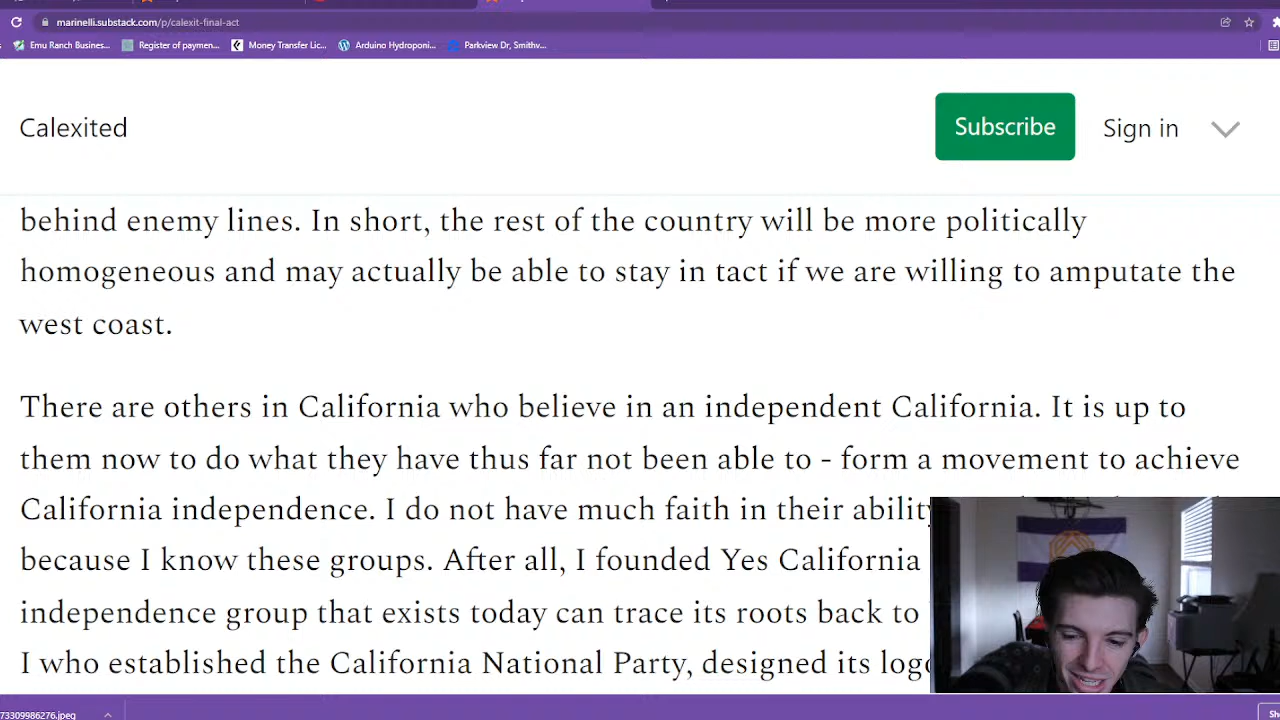 marinelli.substack.com/p/calexit-final-act
Emu Ranch Busines... Register of paymen... Money Transfer Lic... Arduino Hydroponi... Parkview Dr, Smithv...
Calexited
Subscribe
Sign in
behind enemy lines. In short, the rest of the country will be more politically
homogeneous and may actually be able to stay in tact if we are willing to amputate the
west coast.
There are others in California who believe in an independent California. It is up to
them now to do what they have thus far not been able to - form a movement to achieve
California independence. I do not have much faith in their ability
because I know these groups. After all, I founded Yes California
independence group that exists today can trace its roots back to
I who established the California National Party, designed its logo
73309986276.jpeg